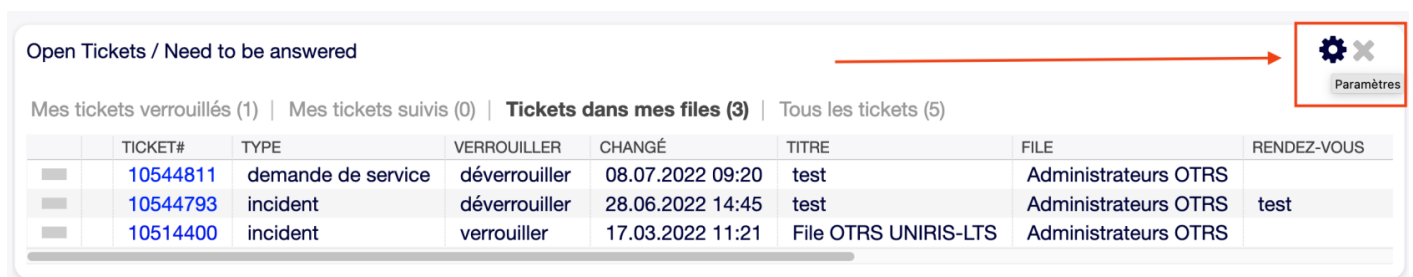 Open Tickets / Need to be answered
Paramètres
Mes tickets verrouillés (1) | Mes tickets suivis (0) | Tickets dans mes files (3) | Tous les tickets (5)
TICKET# TYPE VERROUILLER CHANGÉ TITRE FILE RENDEZ-VOUS
10544811 demande de service déverrouiller 08.07.2022 09:20 test Administrateurs OTRS
10544793 incident déverrouiller 28.06.2022 14:45 test Administrateurs OTRS test
10514400 incident verrouiller 17.03.2022 11:21 File OTRS UNIRIS-LTS Administrateurs OTRS